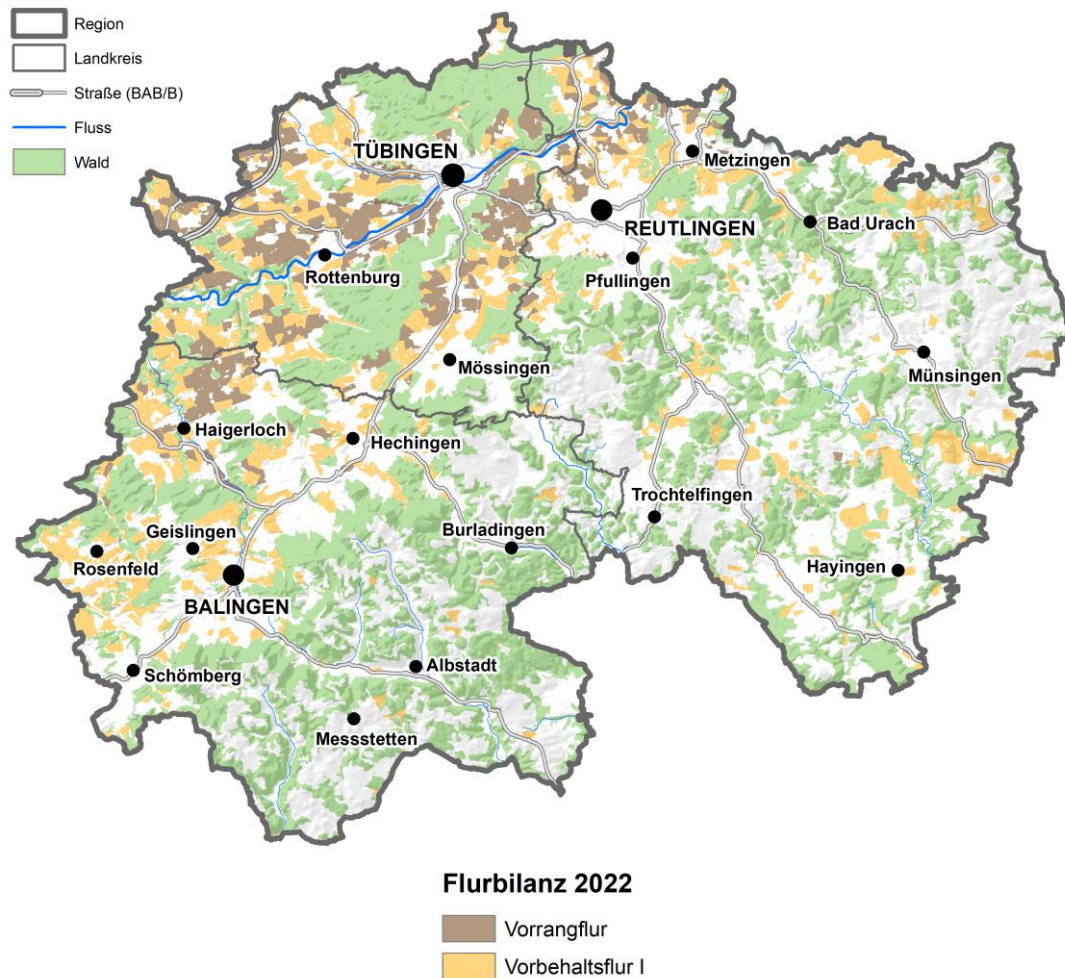 Region
Landkreis
Straße (BAB/B)
Fluss
Wald
TÜBINGEN
Metzingen
REUTLINGEN
Bad Urach
Rottenburg
Pfullingen
Mössingen
Münsingen
Haigerloch
Hechingen
Trochtelfingen
Geislingen
Burladingen
Rosenfeld
Hayingen
BALINGEN
Schömberg
Albstadt
Messstetten
Flurbilanz 2022
Vorrangflur
Vorbehaltsflur I